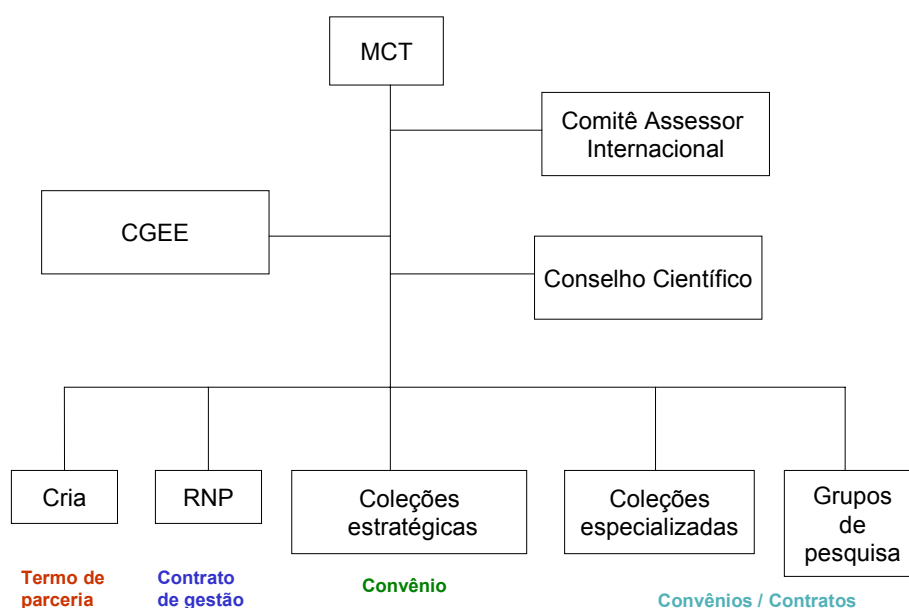 MCT
Comitê Assessor
Internacional
CGEE
Conselho Científico
Cria
RNP
Coleções
estratégicas
Coleções
especializadas
Grupos
de
pesquisa
Termo de
parceria
Contrato
de gestão
Convênio
Convênios / Contratos